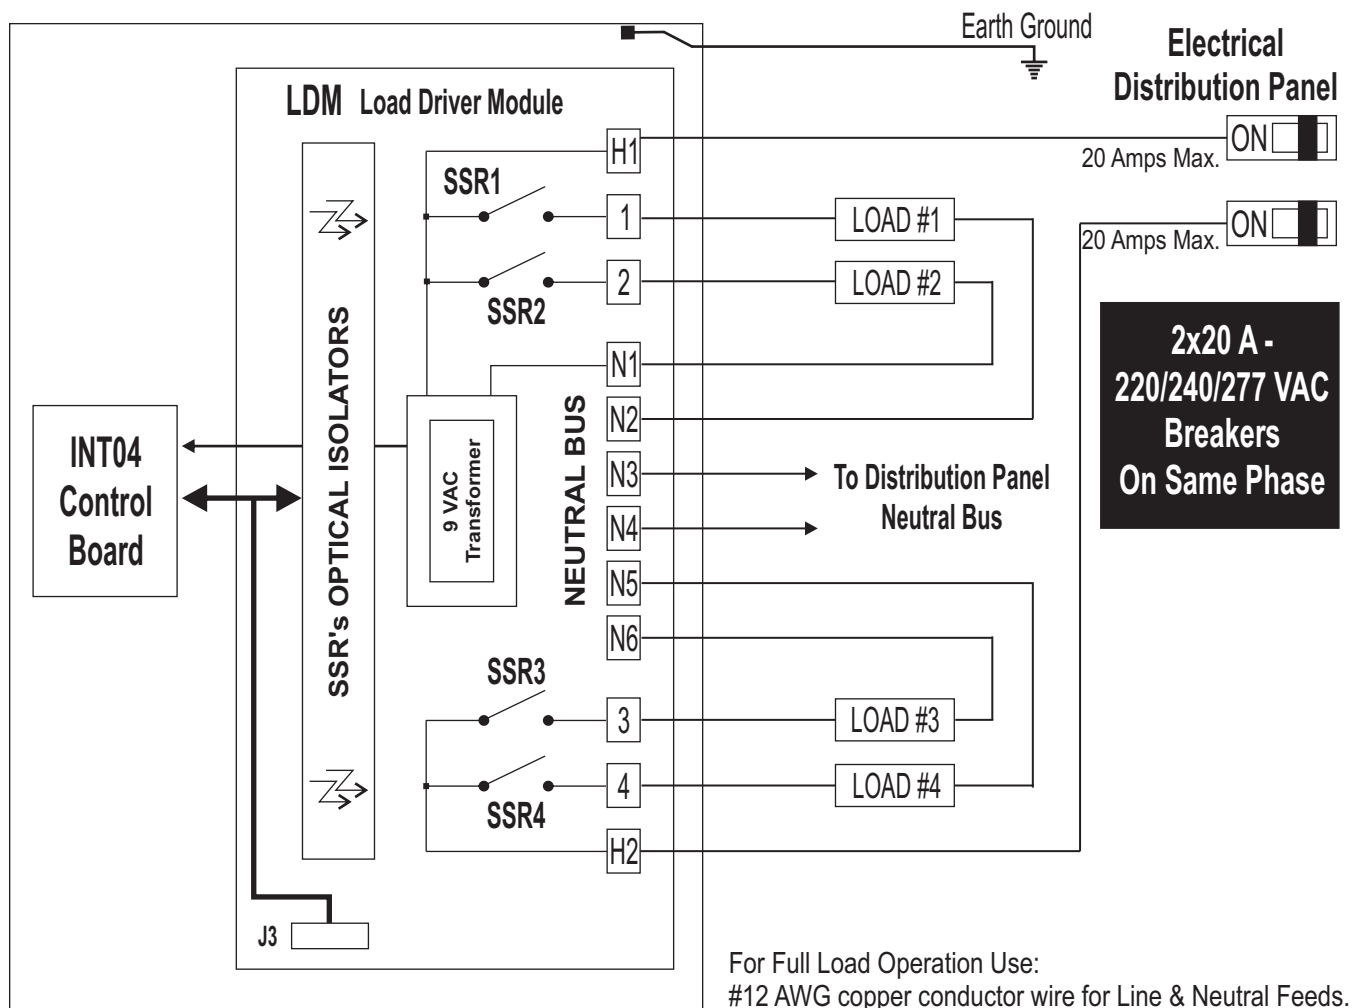 Earth Ground
Electrical
Distribution Panel
LDM Load Driver Module
H1
ON
20 Amps Max.
SSR1
1
LOAD #1
ON
20 Amps Max.
2
LOAD #2
SSR2
2x20 A -
220/240/277 VAC
Breakers
On Same Phase
SSR's OPTICAL ISOLATORS
N1
N2
N3
N4
N5
N6
NEUTRAL BUS
INT04
Control
Board
9 VAC
Transformer
To Distribution Panel
Neutral Bus
SSR3
3
LOAD #3
4
LOAD #4
SSR4
H2
J3
For Full Load Operation Use:
#12 AWG copper conductor wire for Line & Neutral Feeds.